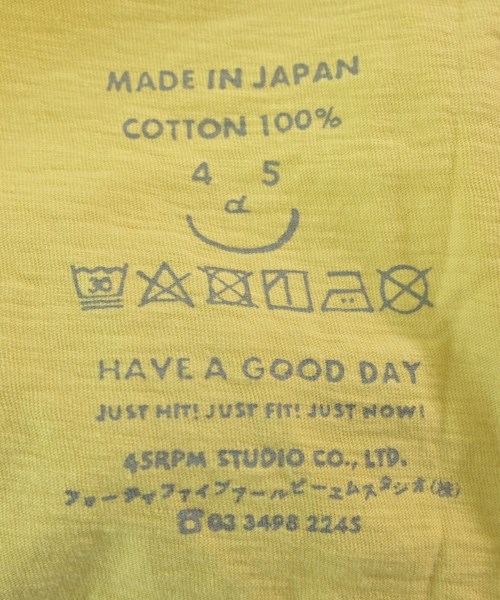 MADE IN JAPAN
COTTON 100%
4 5
α
30
HAVE A GOOD DAY
JUST HIT! JUST FIT! JUST NOW!
45RPM STUDIO CO., LTD.
フォーティファイブアールピーエムスタジオ(株)
☎03 3498 2245